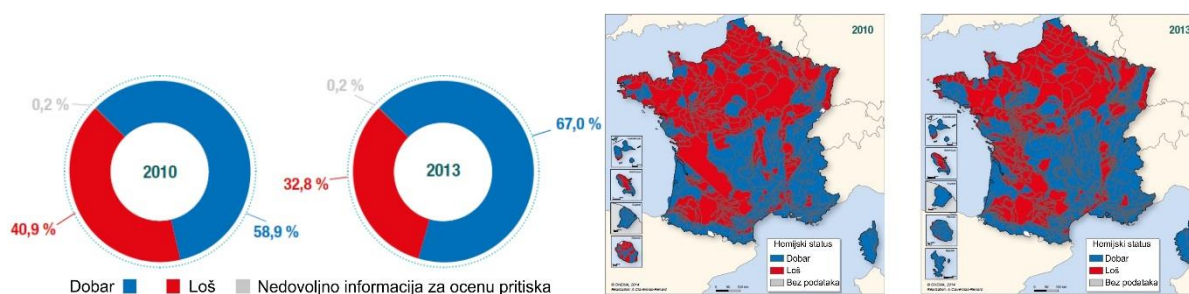 0,2 %
2010
40,9 %
58,9 %
0,2 %
67,0 %
32,8 %
2013
Dobar Loš Nedovoljno informacija za ocenu pritiska
2010
Hemijski status
Dobar
Loš
Bez podataka
2013
Hemijski status
Dobar
Loš
Bez podataka